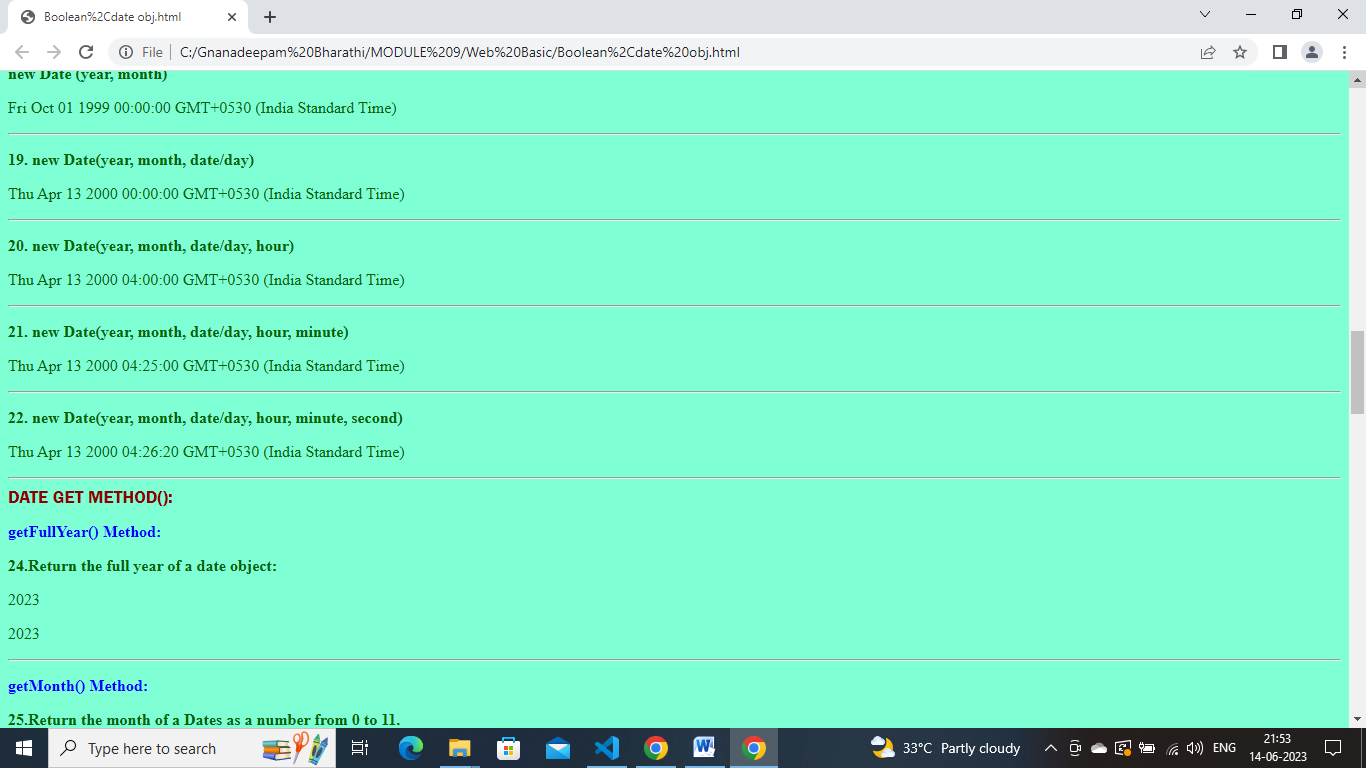 Boolean%2Cdate obj.html
File
C:/Gnanadeepam%20Bharathi/MODULE%209/Web%20Basic/Boolean%2Cdate%20obj.html
new Date (year, month)
Fri Oct 01 1999 00:00:00 GMT+0530 (India Standard Time)
19. new Date(year, month, date/day)
Thu Apr 13 2000 00:00:00 GMT+0530 (India Standard Time)
20. new Date(year, month, date/day, hour)
Thu Apr 13 2000 04:00:00 GMT+0530 (India Standard Time)
21. new Date(year, month, date/day, hour, minute)
Thu Apr 13 2000 04:25:00 GMT+0530 (India Standard Time)
22. new Date(year, month, date/day, hour, minute, second)
Thu Apr 13 2000 04:26:20 GMT+0530 (India Standard Time)
DATE GET METHOD():
getFullYear() Method:
24.Return the full year of a date object:
2023
2023
getMonth() Method:
25.Return the month of a Dates as a number from 0 to 11.
Type here to search
33°C Partly cloudy
ENG
21:53
14-06-2023